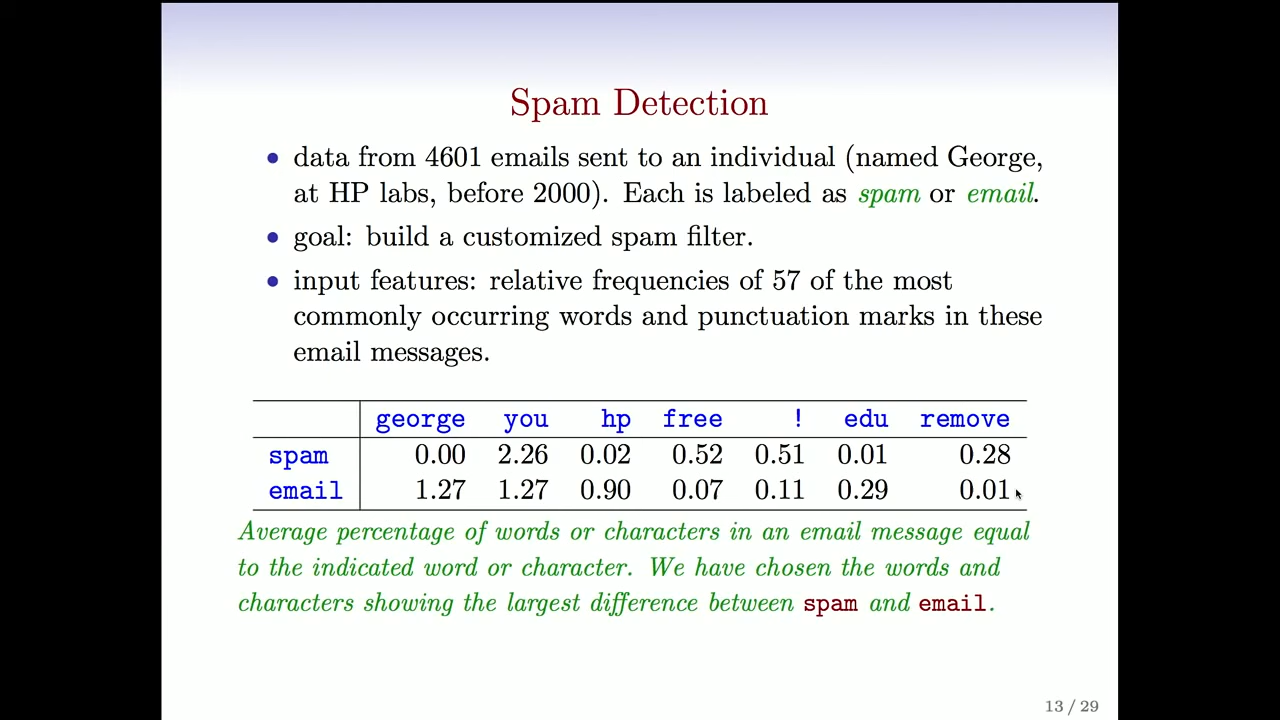 Spam Detection
• data from 4601 emails sent to an individual (named George,
at HP labs, before 2000). Each is labeled as spam or email.
• goal: build a customized spam filter.
• input features: relative frequencies of 57 of the most
commonly occurring words and punctuation marks in these
email messages.
george you hp free ! edu remove
spam 0.00 2.26 0.02 0.52 0.51 0.01 0.28
email 1.27 1.27 0.90 0.07 0.11 0.29 0.01
Average percentage of words or characters in an email message equal
to the indicated word or character. We have chosen the words and
characters showing the largest difference between spam and email.
13 / 29